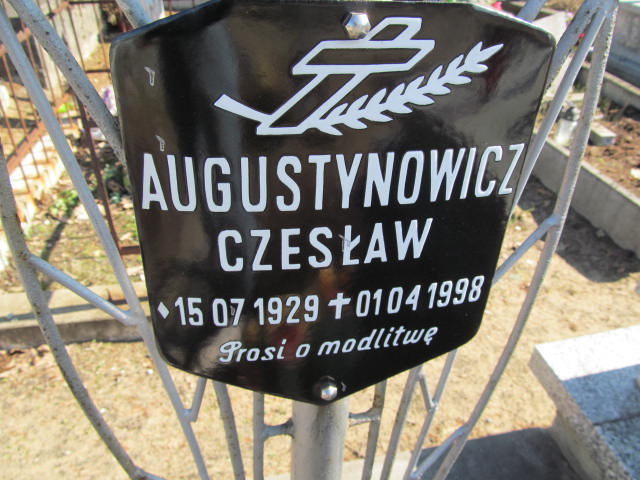 AUGUSTYNOWICZ
CZESŁAW
⬧15 07 1929 ✝ 01 04 1998
Prosi o modlitwę